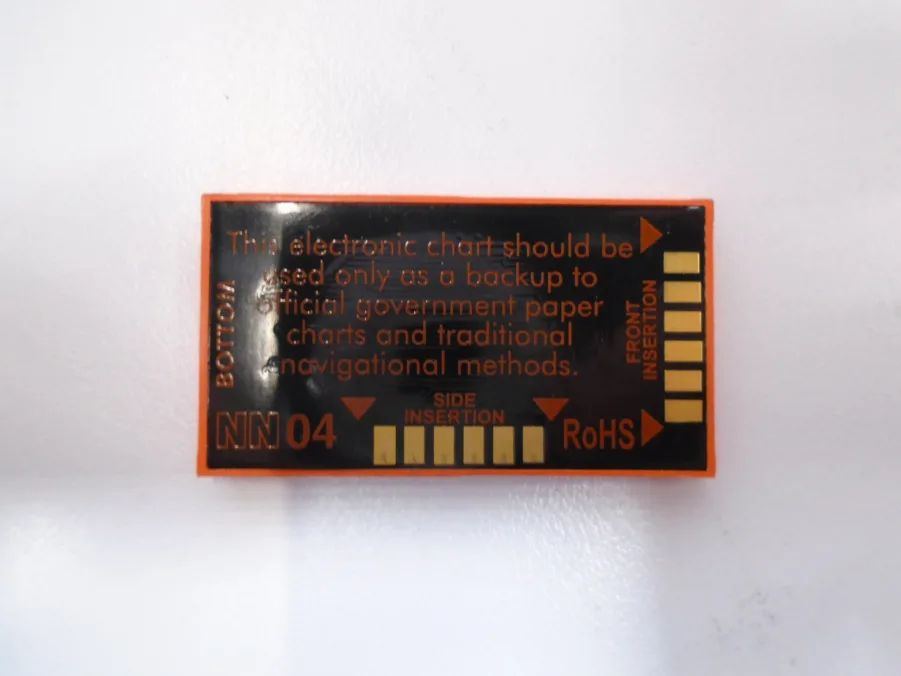 This electronic chart should be
used only as a backup to
official government paper
charts and traditional
navigational methods.
BOTTOM
FRONT
INSERTION
SIDE
INSERTION
NN 04
RoHS